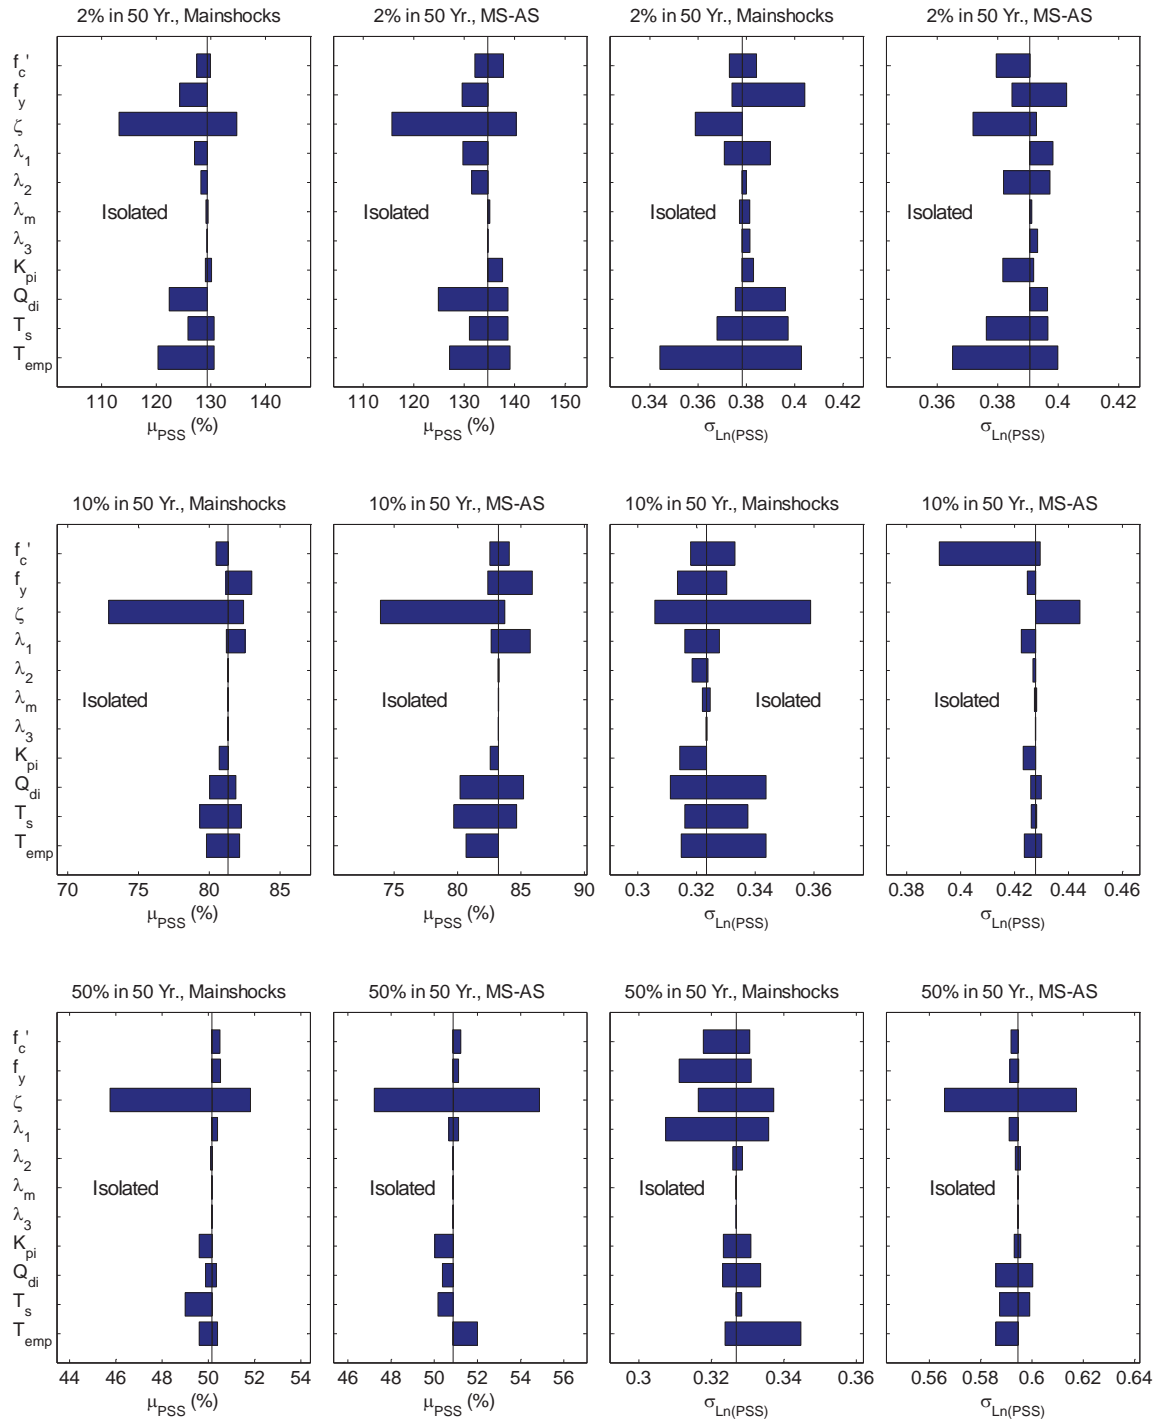 2% in 50 Yr., Mainshocks
2% in 50 Yr., MS-AS
2% in 50 Yr., Mainshocks
2% in 50 Yr., MS-AS
f_c'
f_y
ζ
λ_1
λ_2
λ_m
λ_3
K_pi
Q_di
T_s
T_emp
Isolated
Isolated
Isolated
Isolated
110 120 130 140
110 120 130 140 150
0.34 0.36 0.38 0.4 0.42
0.36 0.38 0.4 0.42
μ_PSS (%)
μ_PSS (%)
σ_Ln(PSS)
σ_Ln(PSS)
10% in 50 Yr., Mainshocks
10% in 50 Yr., MS-AS
10% in 50 Yr., Mainshocks
10% in 50 Yr., MS-AS
f_c'
f_y
ζ
λ_1
λ_2
λ_m
λ_3
K_pi
Q_di
T_s
T_emp
Isolated
Isolated
Isolated
Isolated
70 75 80 85
75 80 85 90
0.3 0.32 0.34 0.36
0.38 0.4 0.42 0.44 0.46
μ_PSS (%)
μ_PSS (%)
σ_Ln(PSS)
σ_Ln(PSS)
50% in 50 Yr., Mainshocks
50% in 50 Yr., MS-AS
50% in 50 Yr., Mainshocks
50% in 50 Yr., MS-AS
f_c'
f_y
ζ
λ_1
λ_2
λ_m
λ_3
K_pi
Q_di
T_s
T_emp
Isolated
Isolated
Isolated
Isolated
44 46 48 50 52 54
46 48 50 52 54 56
0.3 0.32 0.34 0.36
0.56 0.58 0.6 0.62 0.64
μ_PSS (%)
μ_PSS (%)
σ_Ln(PSS)
σ_Ln(PSS)